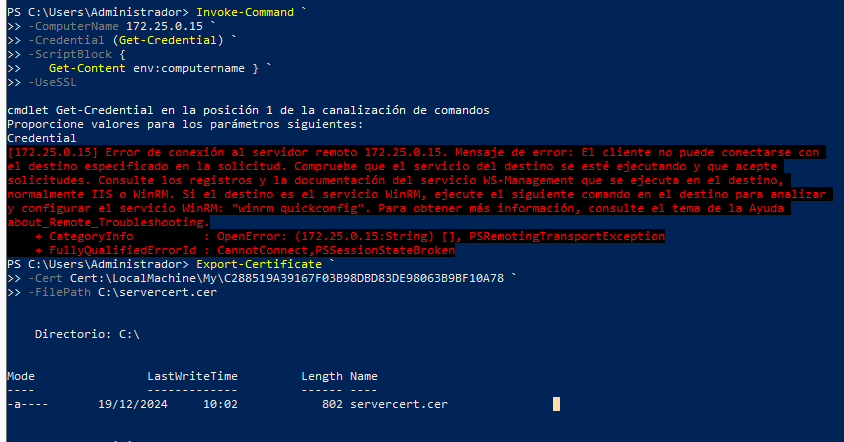 PS C:\Users\Administrador> Invoke-Command `
>> -ComputerName 172.25.0.15 `
>> -Credential (Get-Credential) `
>> -ScriptBlock {
>>    Get-Content env:computername } `
>> -UseSSL
cmdlet Get-Credential en la posición 1 de la canalización de comandos
Proporcione valores para los parámetros siguientes:
Credential
[172.25.0.15] Error de conexión al servidor remoto 172.25.0.15. Mensaje de error: El cliente no puede conectarse con
el destino especificado en la solicitud. Compruebe que el servicio del destino se esté ejecutando y que acepte
solicitudes. Consulte los registros y la documentación del servicio WS-Management que se ejecuta en el destino,
normalmente IIS o WinRM. Si el destino es el servicio WinRM, ejecute el siguiente comando en el destino para analizar
y configurar el servicio WinRM: "winrm quickconfig". Para obtener más información, consulte el tema de la Ayuda
about_Remote_Troubleshooting.
    + CategoryInfo          : OpenError: (172.25.0.15:String) [], PSRemotingTransportException
    + FullyQualifiedErrorId : CannotConnect,PSSessionStateBroken
PS C:\Users\Administrador> Export-Certificate `
>> -Cert Cert:\LocalMachine\My\C288519A39167F03B98DBD83DE98063B9BF10A78 `
>> -FilePath C:\servercert.cer
    Directorio: C:\
Mode                LastWriteTime         Length Name
----                -------------         ------ ----
-a----       19/12/2024     10:02            802 servercert.cer